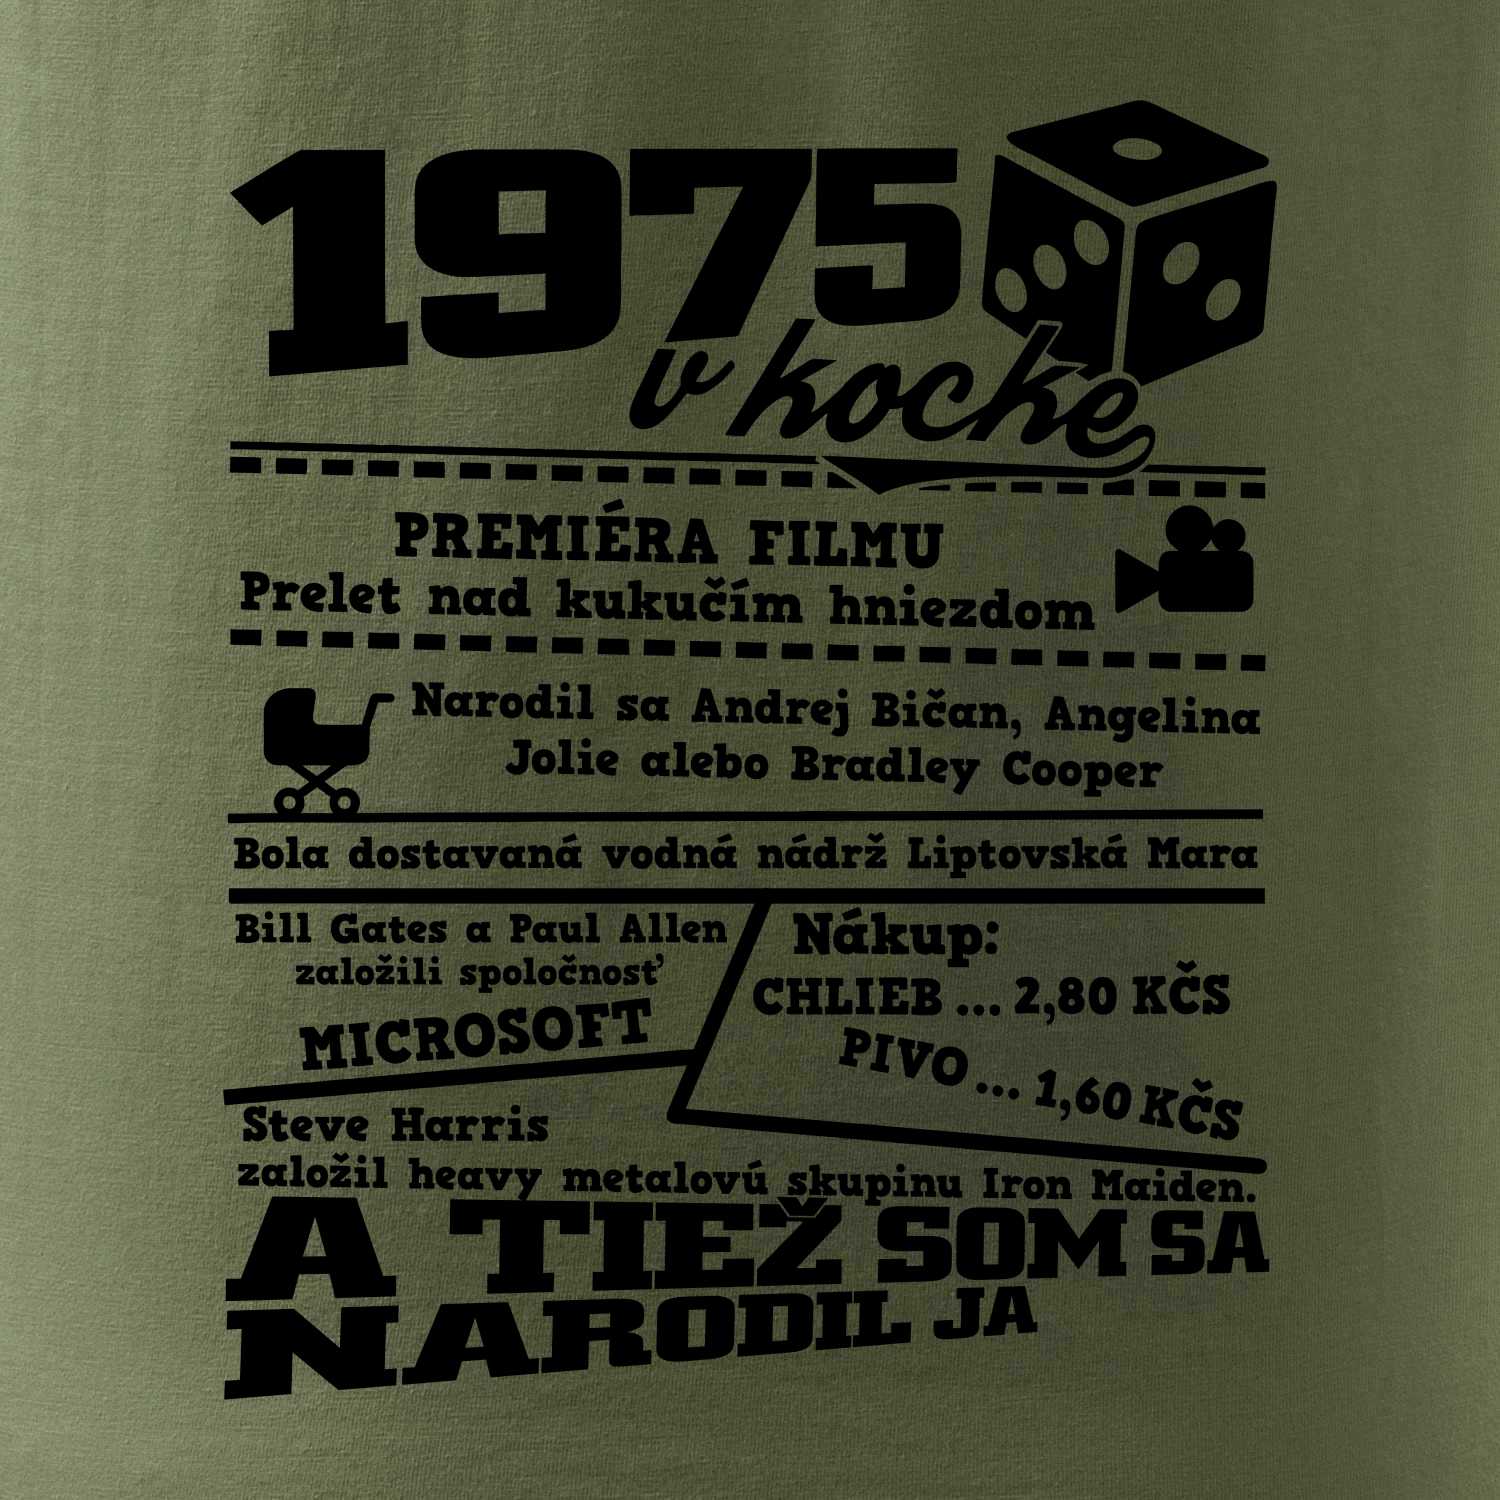 1975
v kocke
PREMIÉRA FILMU
Prelet nad kukučím hniezdom
Narodil sa Andrej Bičan, Angelina
Jolie alebo Bradley Cooper
Bola dostavaná vodná nádrž Liptovská Mara
Bill Gates a Paul Allen
založili spoločnosť
MICROSOFT
Nákup:
CHLIEB ... 2,80 KČS
PIVO ... 1,60 KČS
Steve Harris
založil heavy metalovú skupinu Iron Maiden.
A TIEŽ SOM SA
NARODIL JA